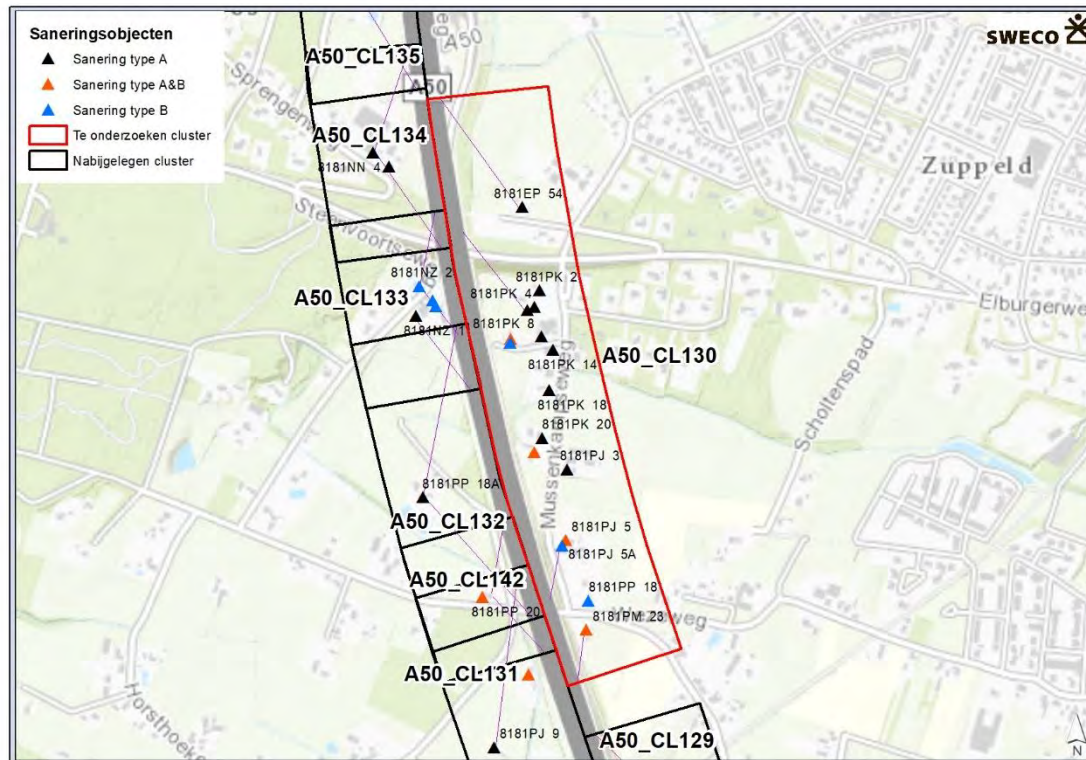 Saneringsobjecten
Sanering type A
Sanering type A&B
Sanering type B
Te onderzoeken cluster
Nabijgelegen cluster
SWECO
A50_CL135
A50
A50
A50_CL134
8181NN 4
Zuppeld
8181EP 54
8181NZ 2
A50_CL133
8181NZ 1
8181PK 2
8181PK 4
8181PK 8
Elburgerweg
A50_CL130
8181PK 14
8181PK 18
8181PK 20
Scholtenspad
8181PJ 3
8181PP 18A
A50_CL132
8181PJ 5
8181PJ 5A
A50_CL142
8181PP 18
8181PP 20
8181PM 23
A50_CL131
8181PJ 9
A50_CL129
N